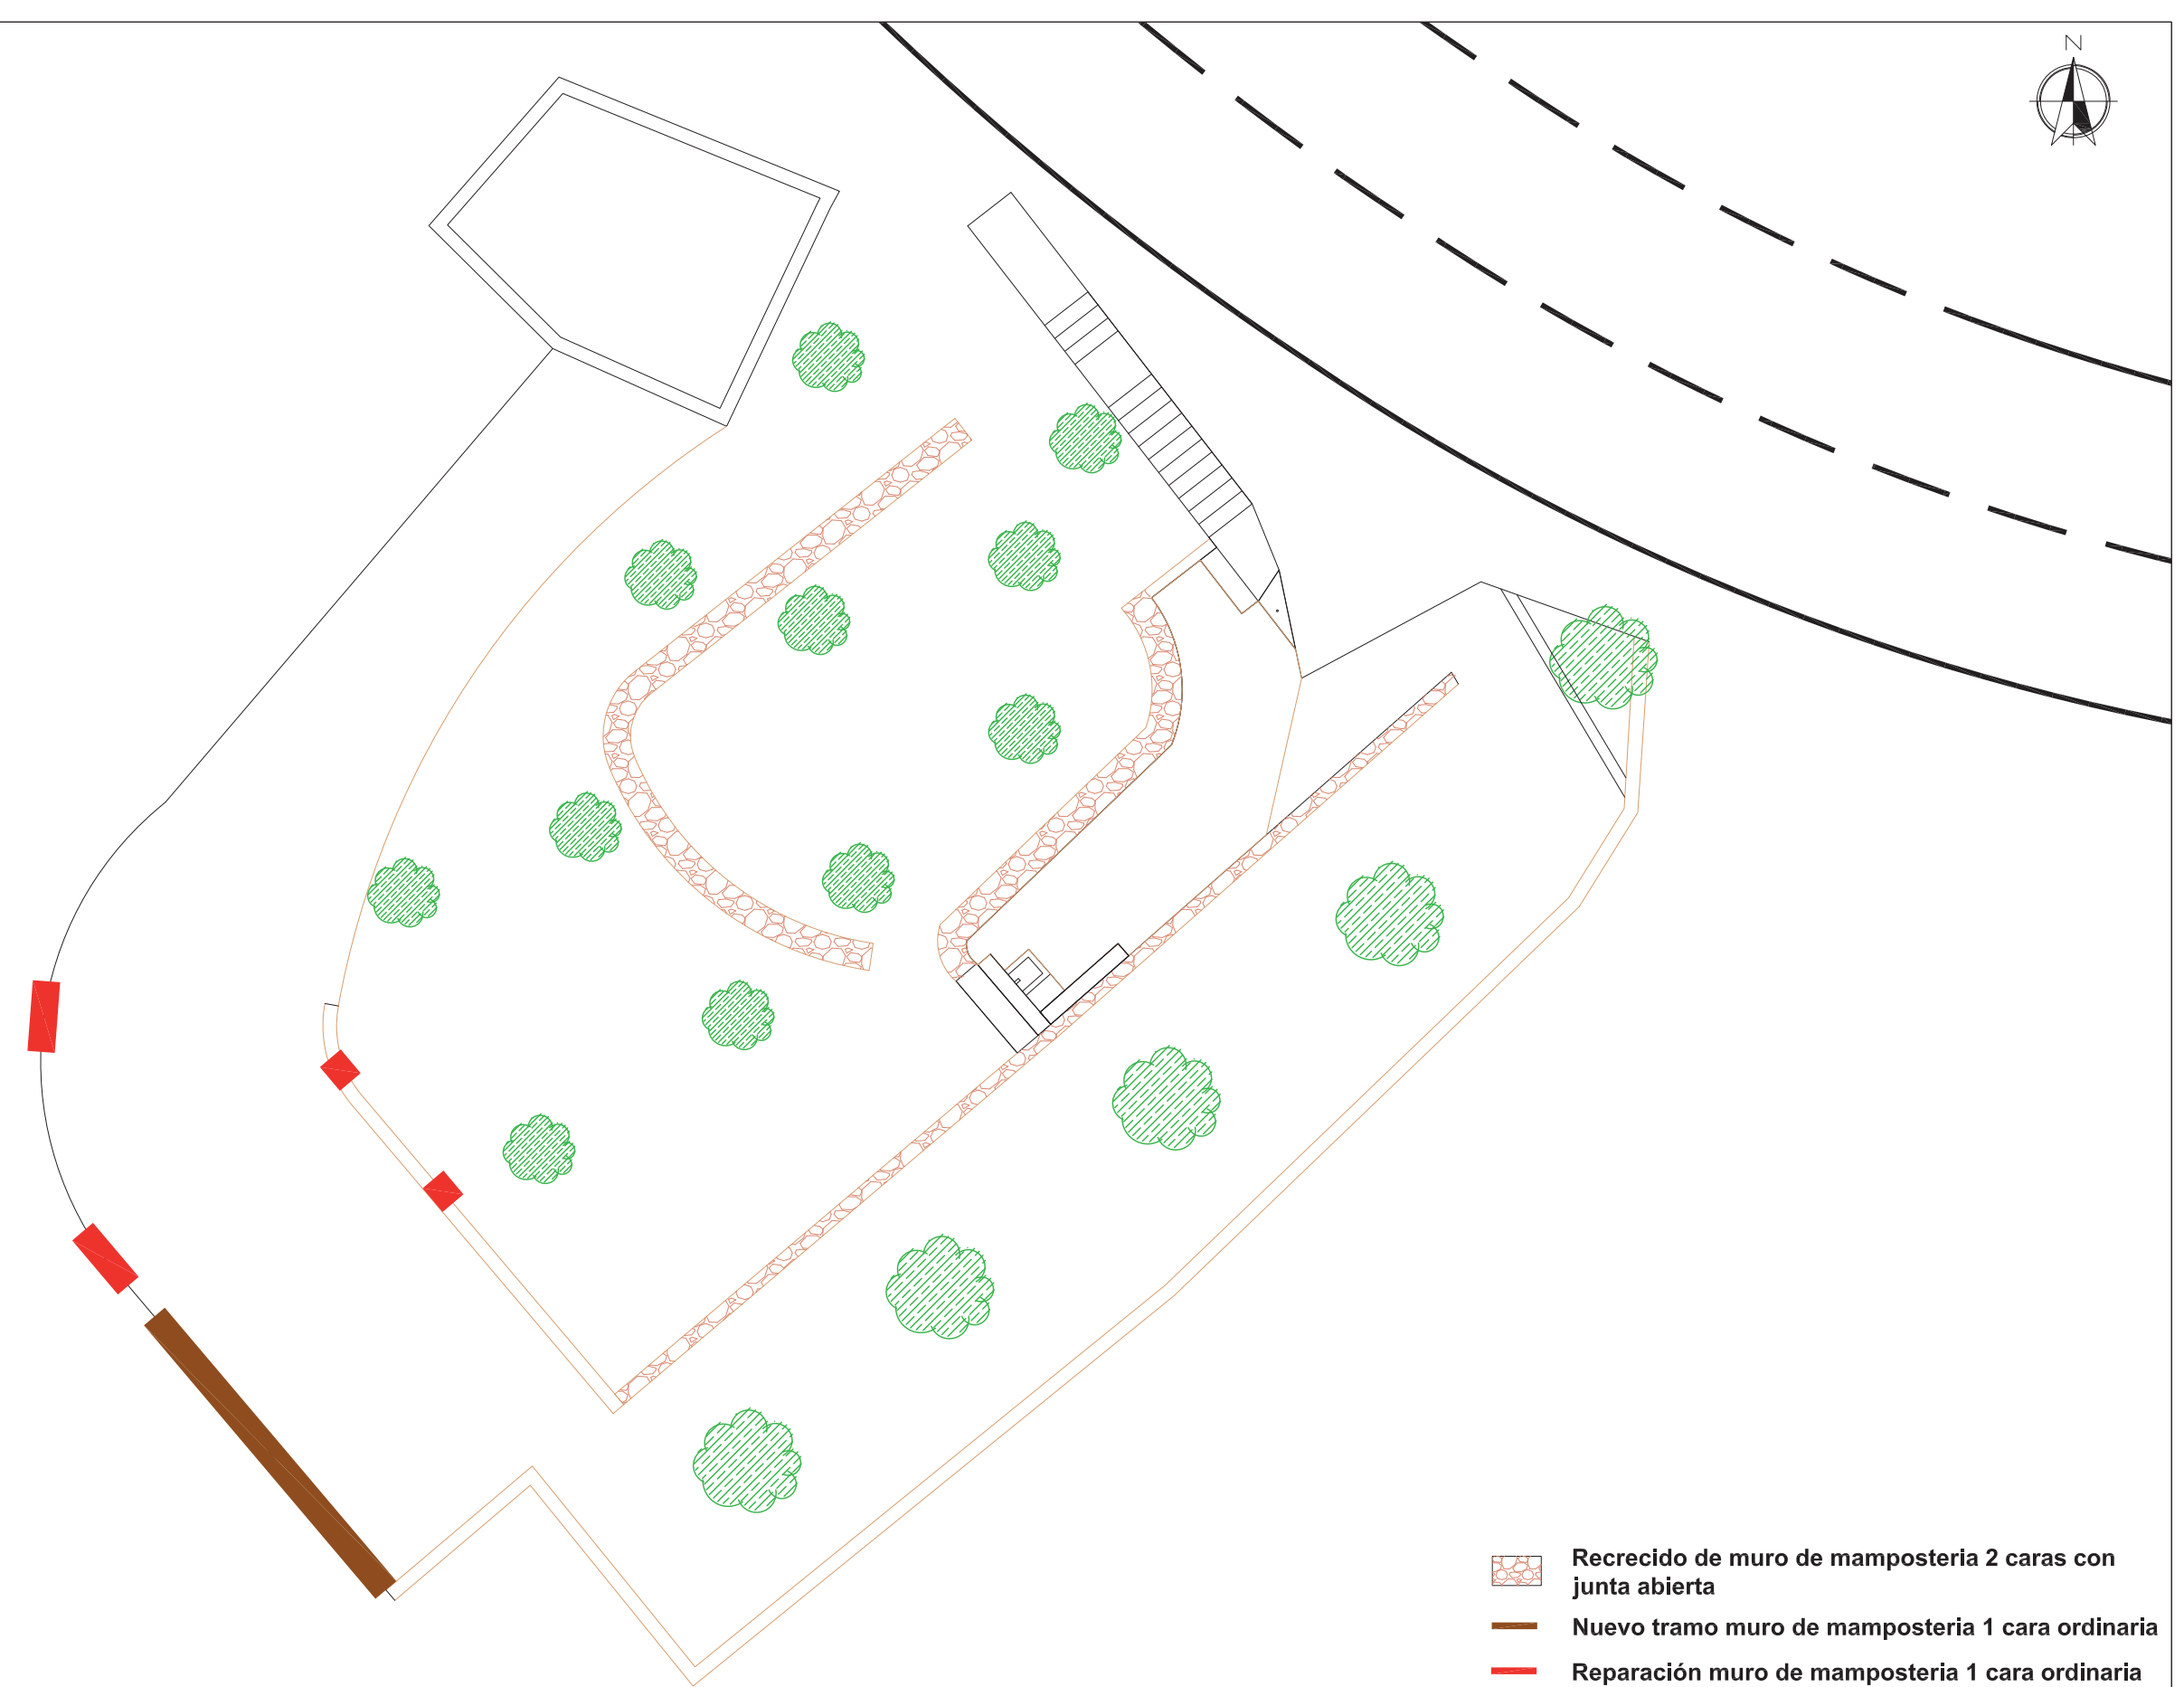 N
Recrecido de muro de mamposteria 2 caras con
junta abierta
Nuevo tramo muro de mamposteria 1 cara ordinaria
Reparación muro de mamposteria 1 cara ordinaria